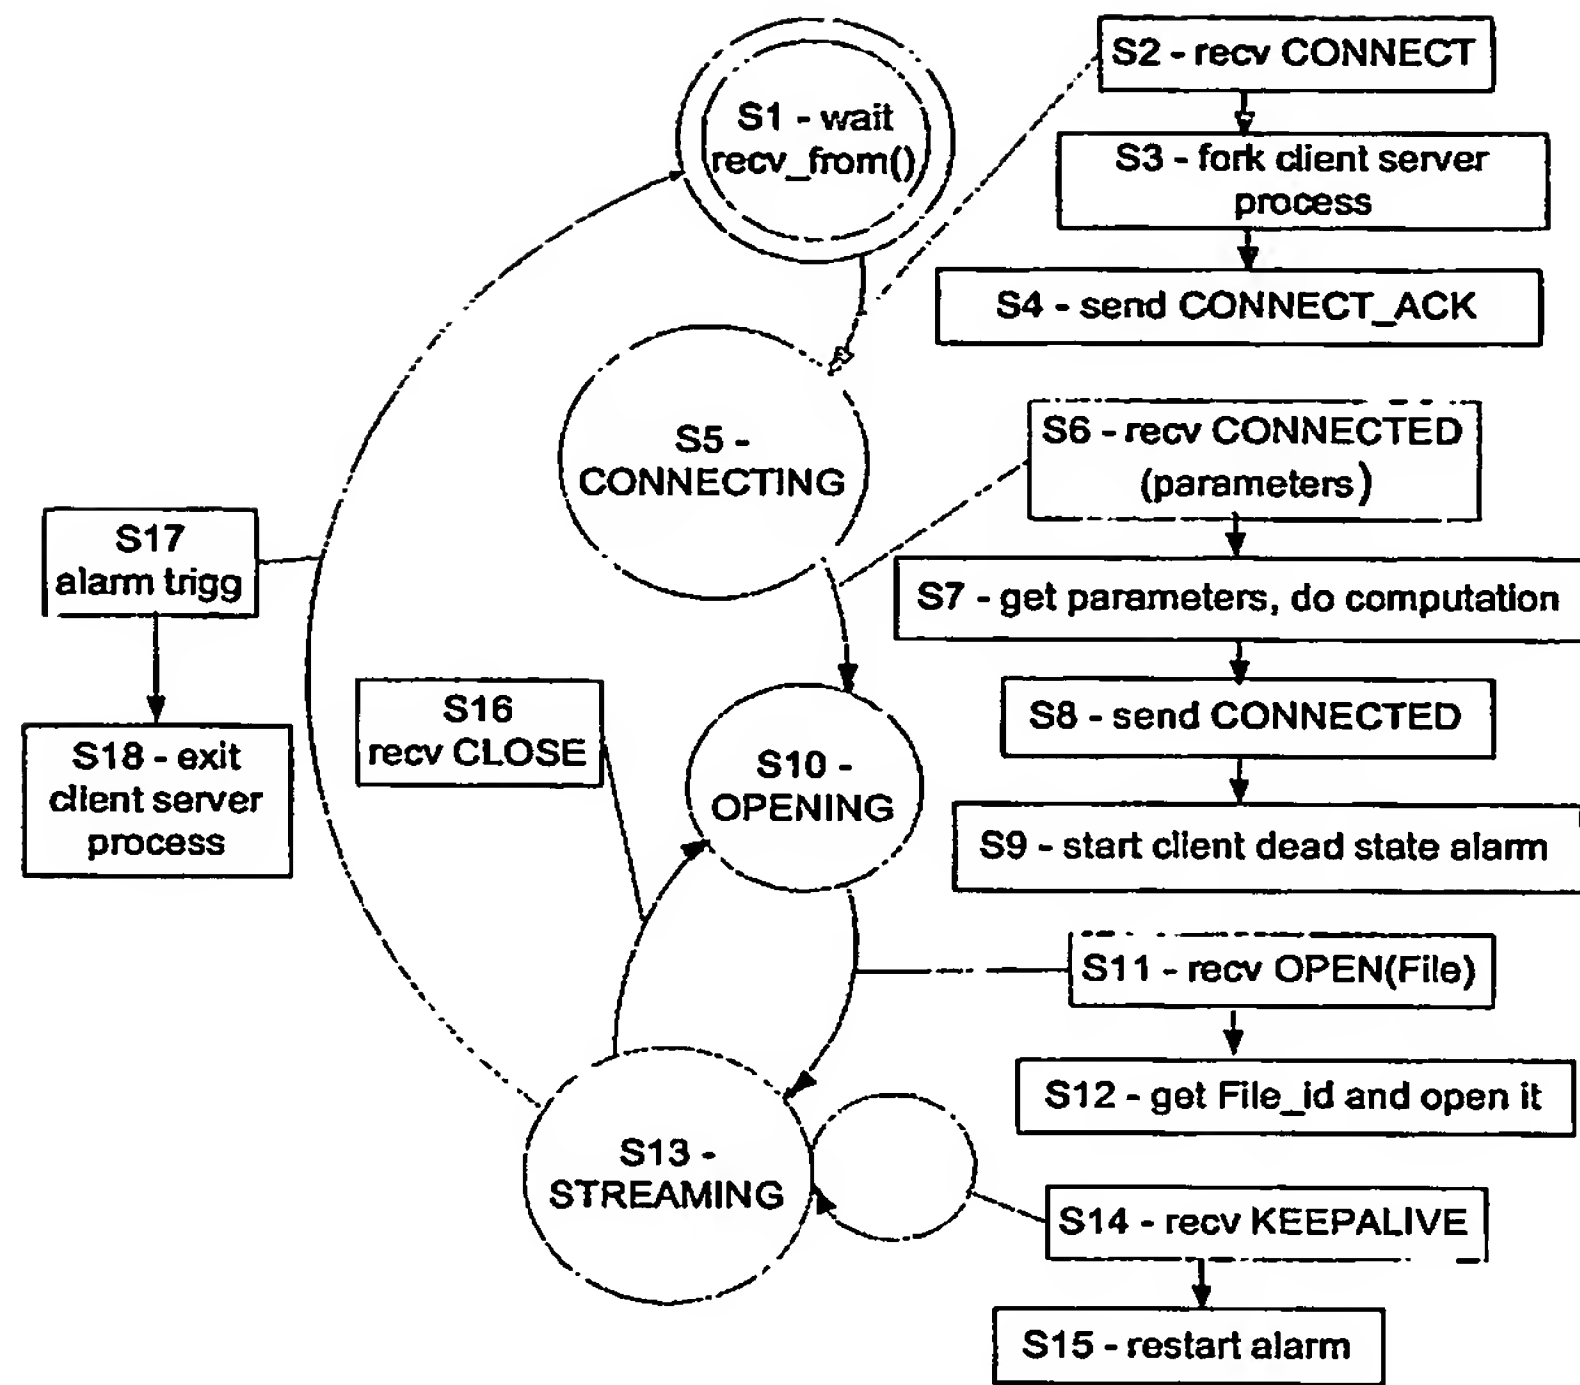 S1 - wait
recv_from()
S2 - recv CONNECT
S3 - fork client server
process
S4 - send CONNECT_ACK
S5 -
CONNECTING
S6 - recv CONNECTED
(parameters)
S7 - get parameters, do computation
S8 - send CONNECTED
S9 - start client dead state alarm
S10 -
OPENING
S11 - recv OPEN(File)
S12 - get File_id and open it
S13 -
STREAMING
S14 - recv KEEPALIVE
S15 - restart alarm
S16
recv CLOSE
S17
alarm trigg
S18 - exit
client server
process